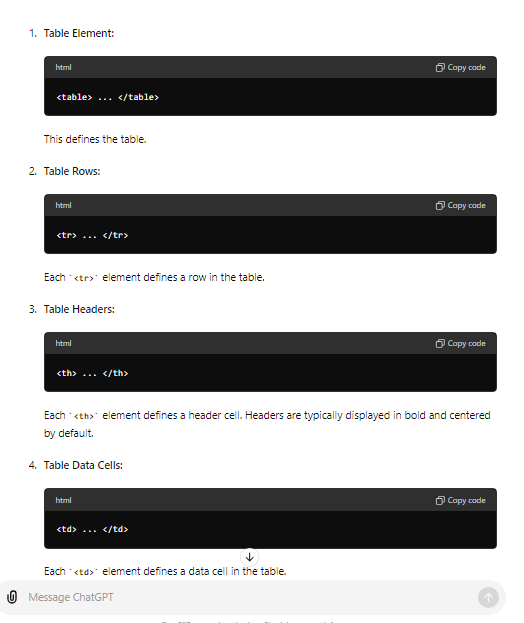 1. Table Element:
html
Copy code
<table> ... </table>
This defines the table.
2. Table Rows:
html
Copy code
<tr> ... </tr>
Each `<tr>` element defines a row in the table.
3. Table Headers:
html
Copy code
<th> ... </th>
Each `<th>` element defines a header cell. Headers are typically displayed in bold and centered
by default.
4. Table Data Cells:
html
Copy code
<td> ... </td>
Each `<td>` element defines a data cell in the table.
Message ChatGPT